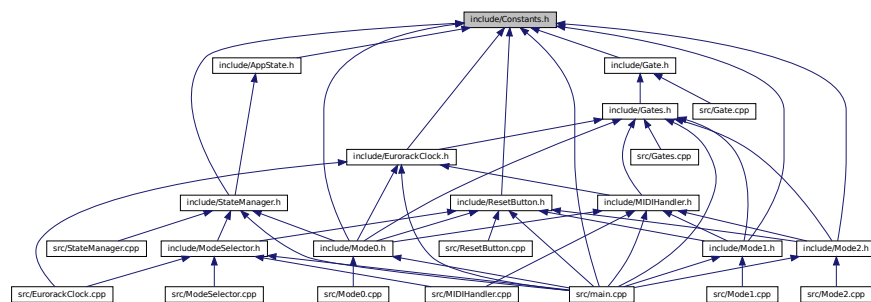 include/Constants.h
include/AppState.h
include/Gate.h
include/Gates.h
src/Gate.cpp
include/EurorackClock.h
src/Gates.cpp
include/StateManager.h
include/ResetButton.h
include/MIDIHandler.h
src/StateManager.cpp
include/ModeSelector.h
include/Mode0.h
src/ResetButton.cpp
include/Mode1.h
include/Mode2.h
src/EurorackClock.cpp
src/ModeSelector.cpp
src/Mode0.cpp
src/MIDIHandler.cpp
src/main.cpp
src/Mode1.cpp
src/Mode2.cpp